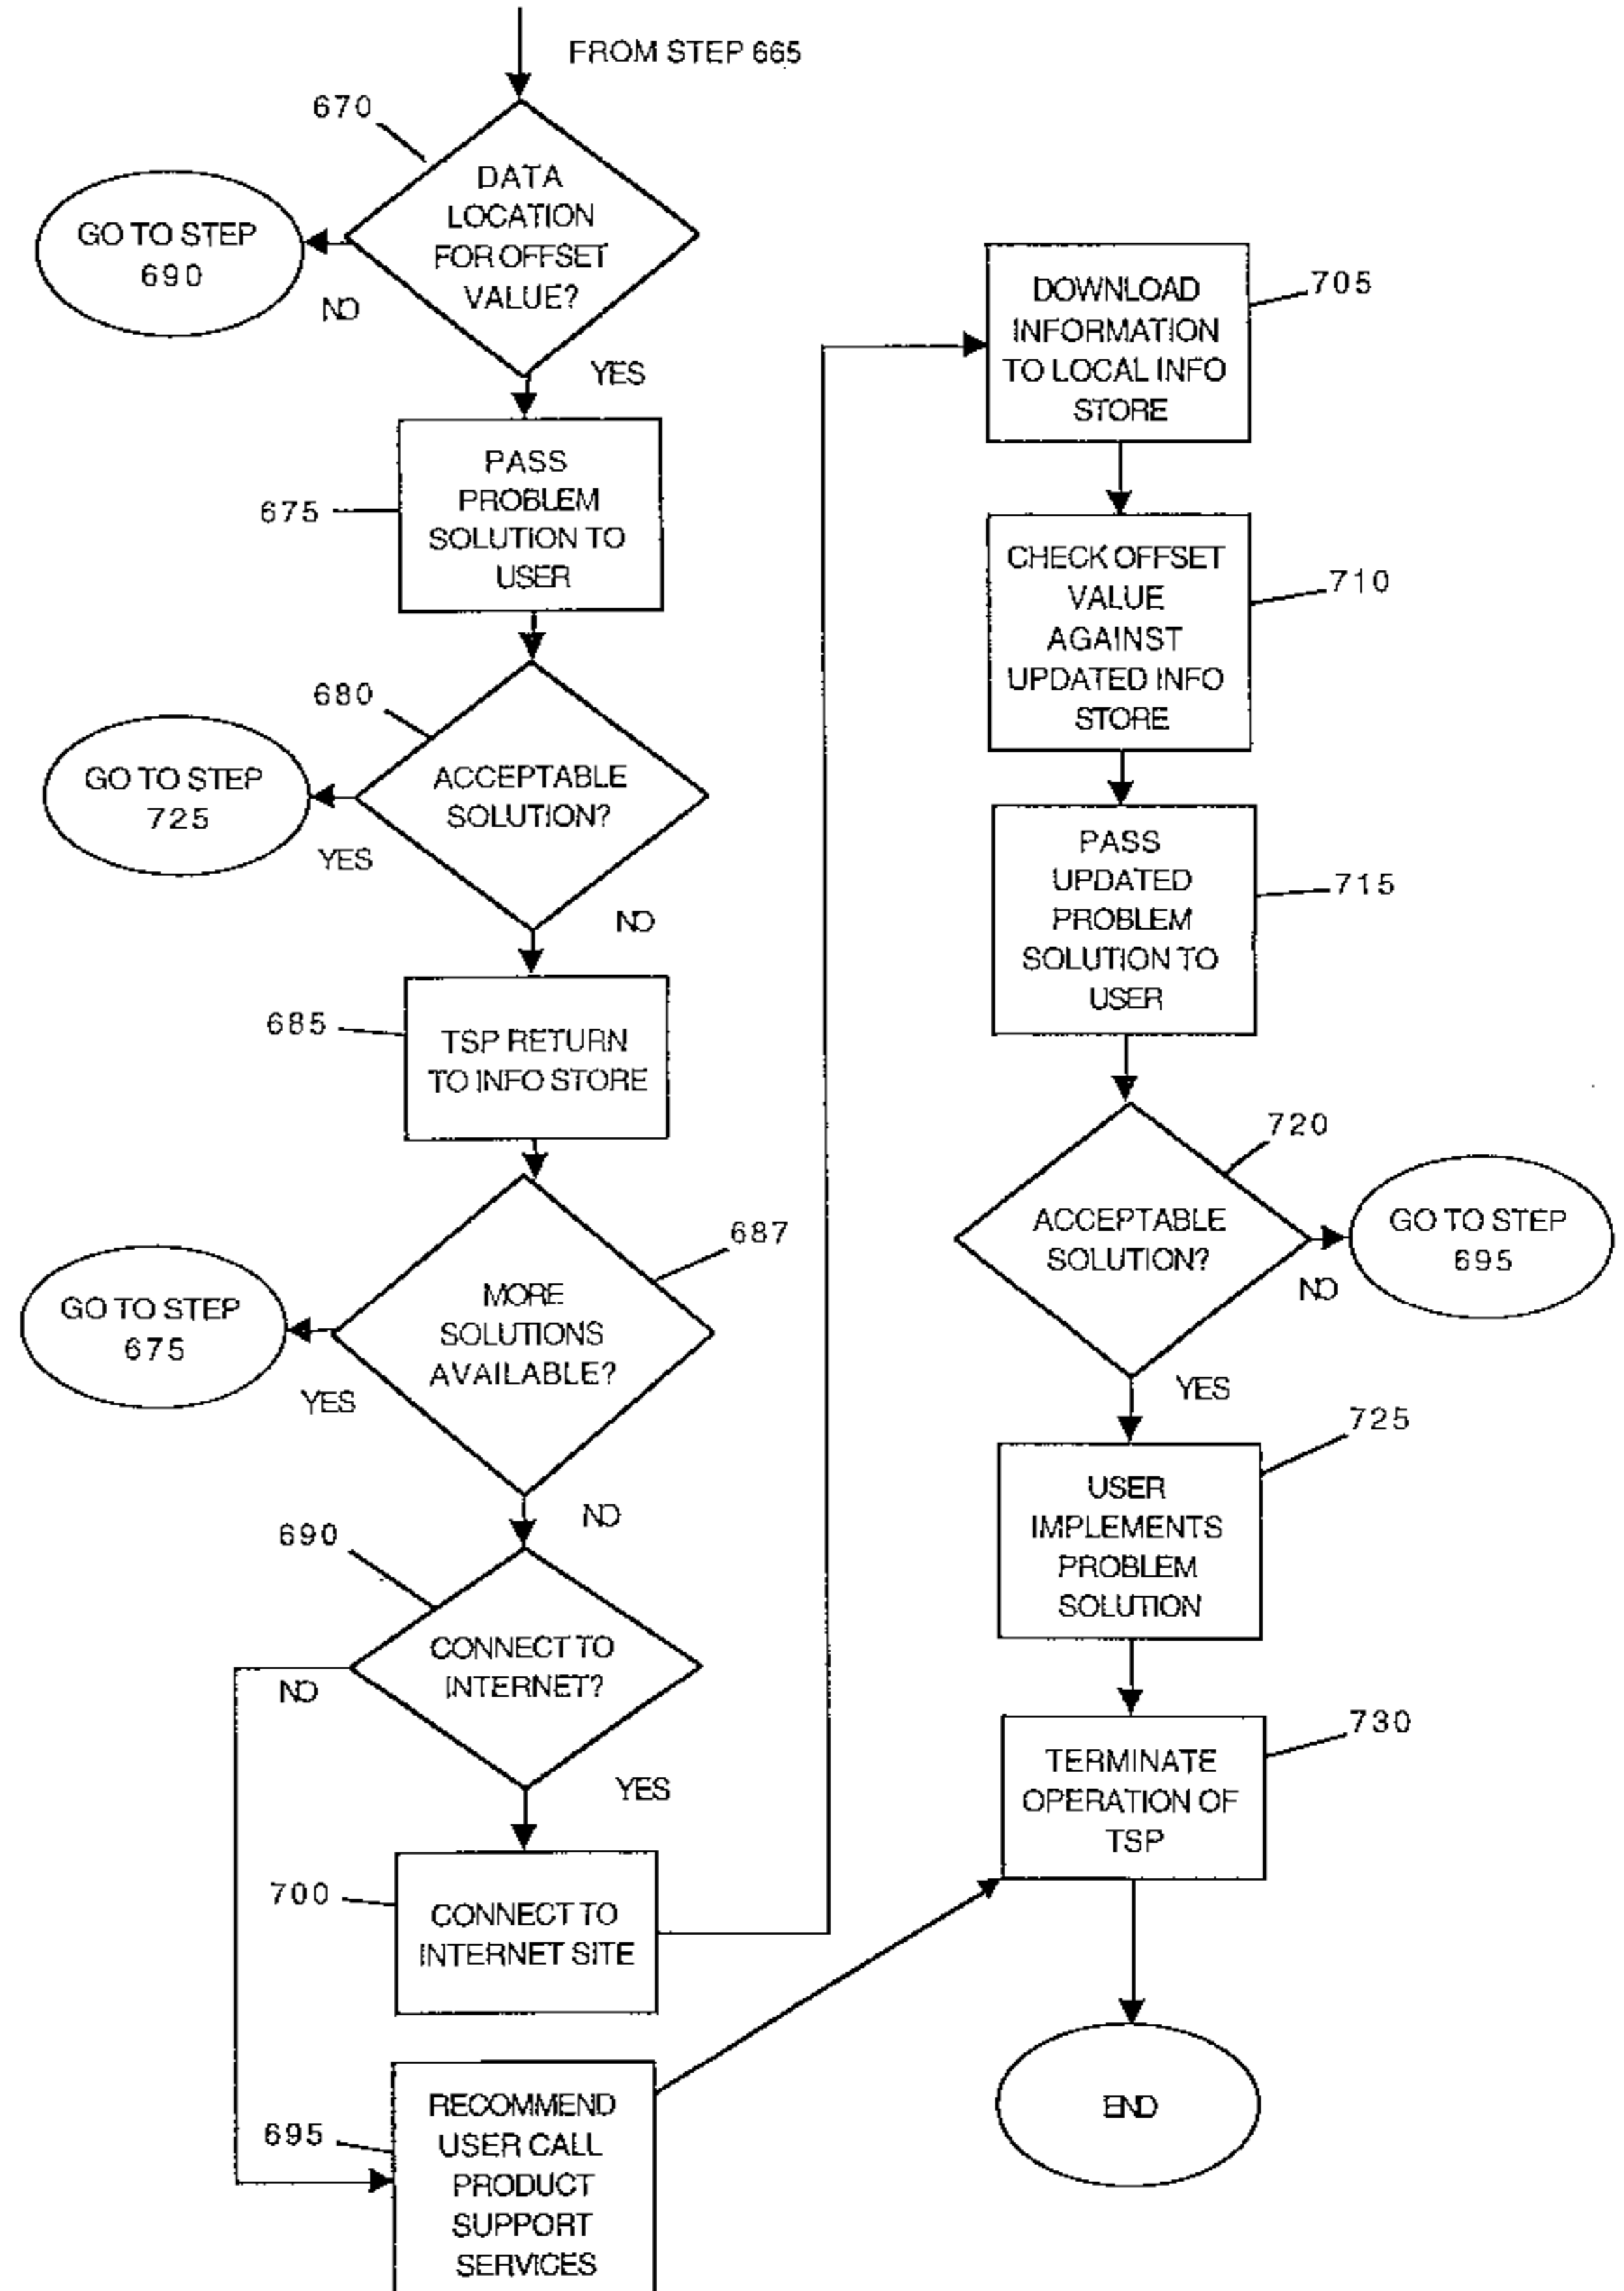 FROM STEP 665
670
DATA
LOCATION
FOR OFFSET
VALUE?
GO TO STEP
690
NO
YES
675
PASS
PROBLEM
SOLUTION TO
USER
680
ACCEPTABLE
SOLUTION?
GO TO STEP
725
YES
NO
685
TSP RETURN
TO INFO STORE
687
MORE
SOLUTIONS
AVAILABLE?
GO TO STEP
675
YES
NO
690
CONNECT TO
INTERNET?
NO
YES
700
CONNECT TO
INTERNET SITE
695
RECOMMEND
USER CALL
PRODUCT
SUPPORT
SERVICES
DOWNLOAD
INFORMATION
TO LOCAL INFO
STORE
705
CHECK OFFSET
VALUE
AGAINST
UPDATED INFO
STORE
710
PASS
UPDATED
PROBLEM
SOLUTION TO
USER
715
720
ACCEPTABLE
SOLUTION?
GO TO STEP
695
NO
YES
725
USER
IMPLEMENTS
PROBLEM
SOLUTION
730
TERMINATE
OPERATION OF
TSP
END